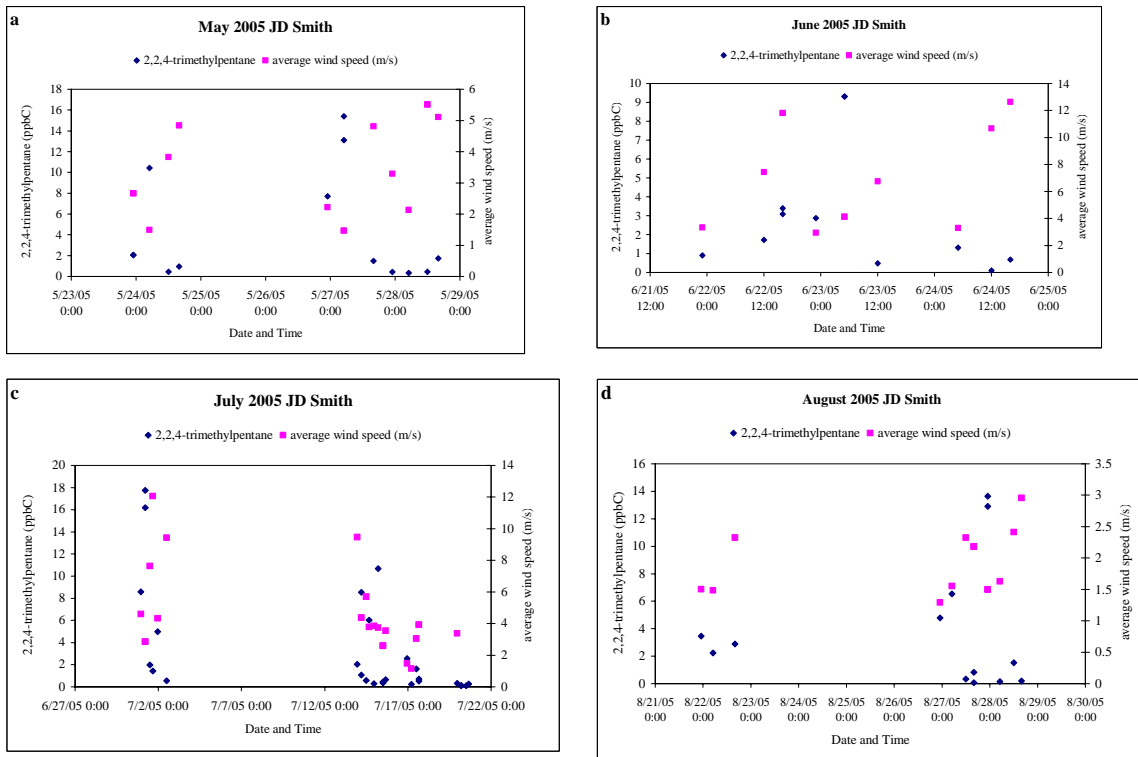 a
May 2005 JD Smith
2,2,4-trimethylpentane average wind speed (m/s)
2,2,4-trimethylpentane (ppbC)
18
16
14
12
10
8
6
4
2
0
6
5
4
3
2
1
0
average wind speed (m/s)
5/23/05 5/24/05 5/25/05 5/26/05 5/27/05 5/28/05 5/29/05
0:00 0:00 0:00 0:00 0:00 0:00 0:00
Date and Time
b
June 2005 JD Smith
2,2,4-trimethylpentane average wind speed (m/s)
2,2,4-trimethylpentane (ppbC)
10
9
8
7
6
5
4
3
2
1
0
14
12
10
8
6
4
2
0
average wind speed (m/s)
6/21/05 6/22/05 6/22/05 6/23/05 6/23/05 6/24/05 6/24/05 6/25/05
12:00 0:00 12:00 0:00 12:00 0:00 12:00 0:00
Date and Time
c
July 2005 JD Smith
2,2,4-trimethylpentane average wind speed (m/s)
2,2,4-trimethylpentane (ppbC)
20
18
16
14
12
10
8
6
4
2
0
14
12
10
8
6
4
2
0
average wind speed (m/s)
6/27/05 0:00 7/2/05 0:00 7/7/05 0:00 7/12/05 0:00 7/17/05 0:00 7/22/05 0:00
Date and Time
d
August 2005 JD Smith
2,2,4-trimethylpentane average wind speed (m/s)
2,2,4-trimethylpentane (ppbC)
16
14
12
10
8
6
4
2
0
3.5
3
2.5
2
1.5
1
0.5
0
average wind speed (m/s)
8/21/05 8/22/05 8/23/05 8/24/05 8/25/05 8/26/05 8/27/05 8/28/05 8/29/05 8/30/05
0:00 0:00 0:00 0:00 0:00 0:00 0:00 0:00 0:00 0:00
Date and Time